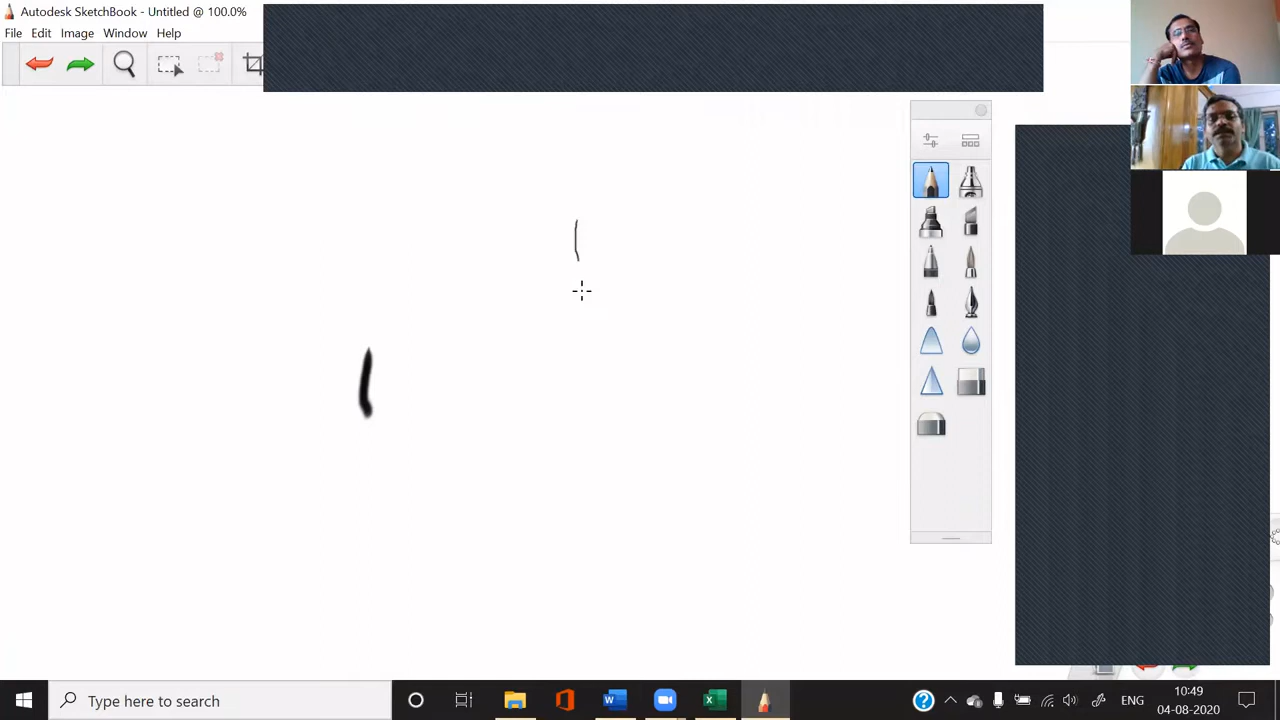 Autodesk SketchBook - Untitled @ 100.0%
File Edit Image Window Help
Type here to search
ENG
10:49
04-08-2020